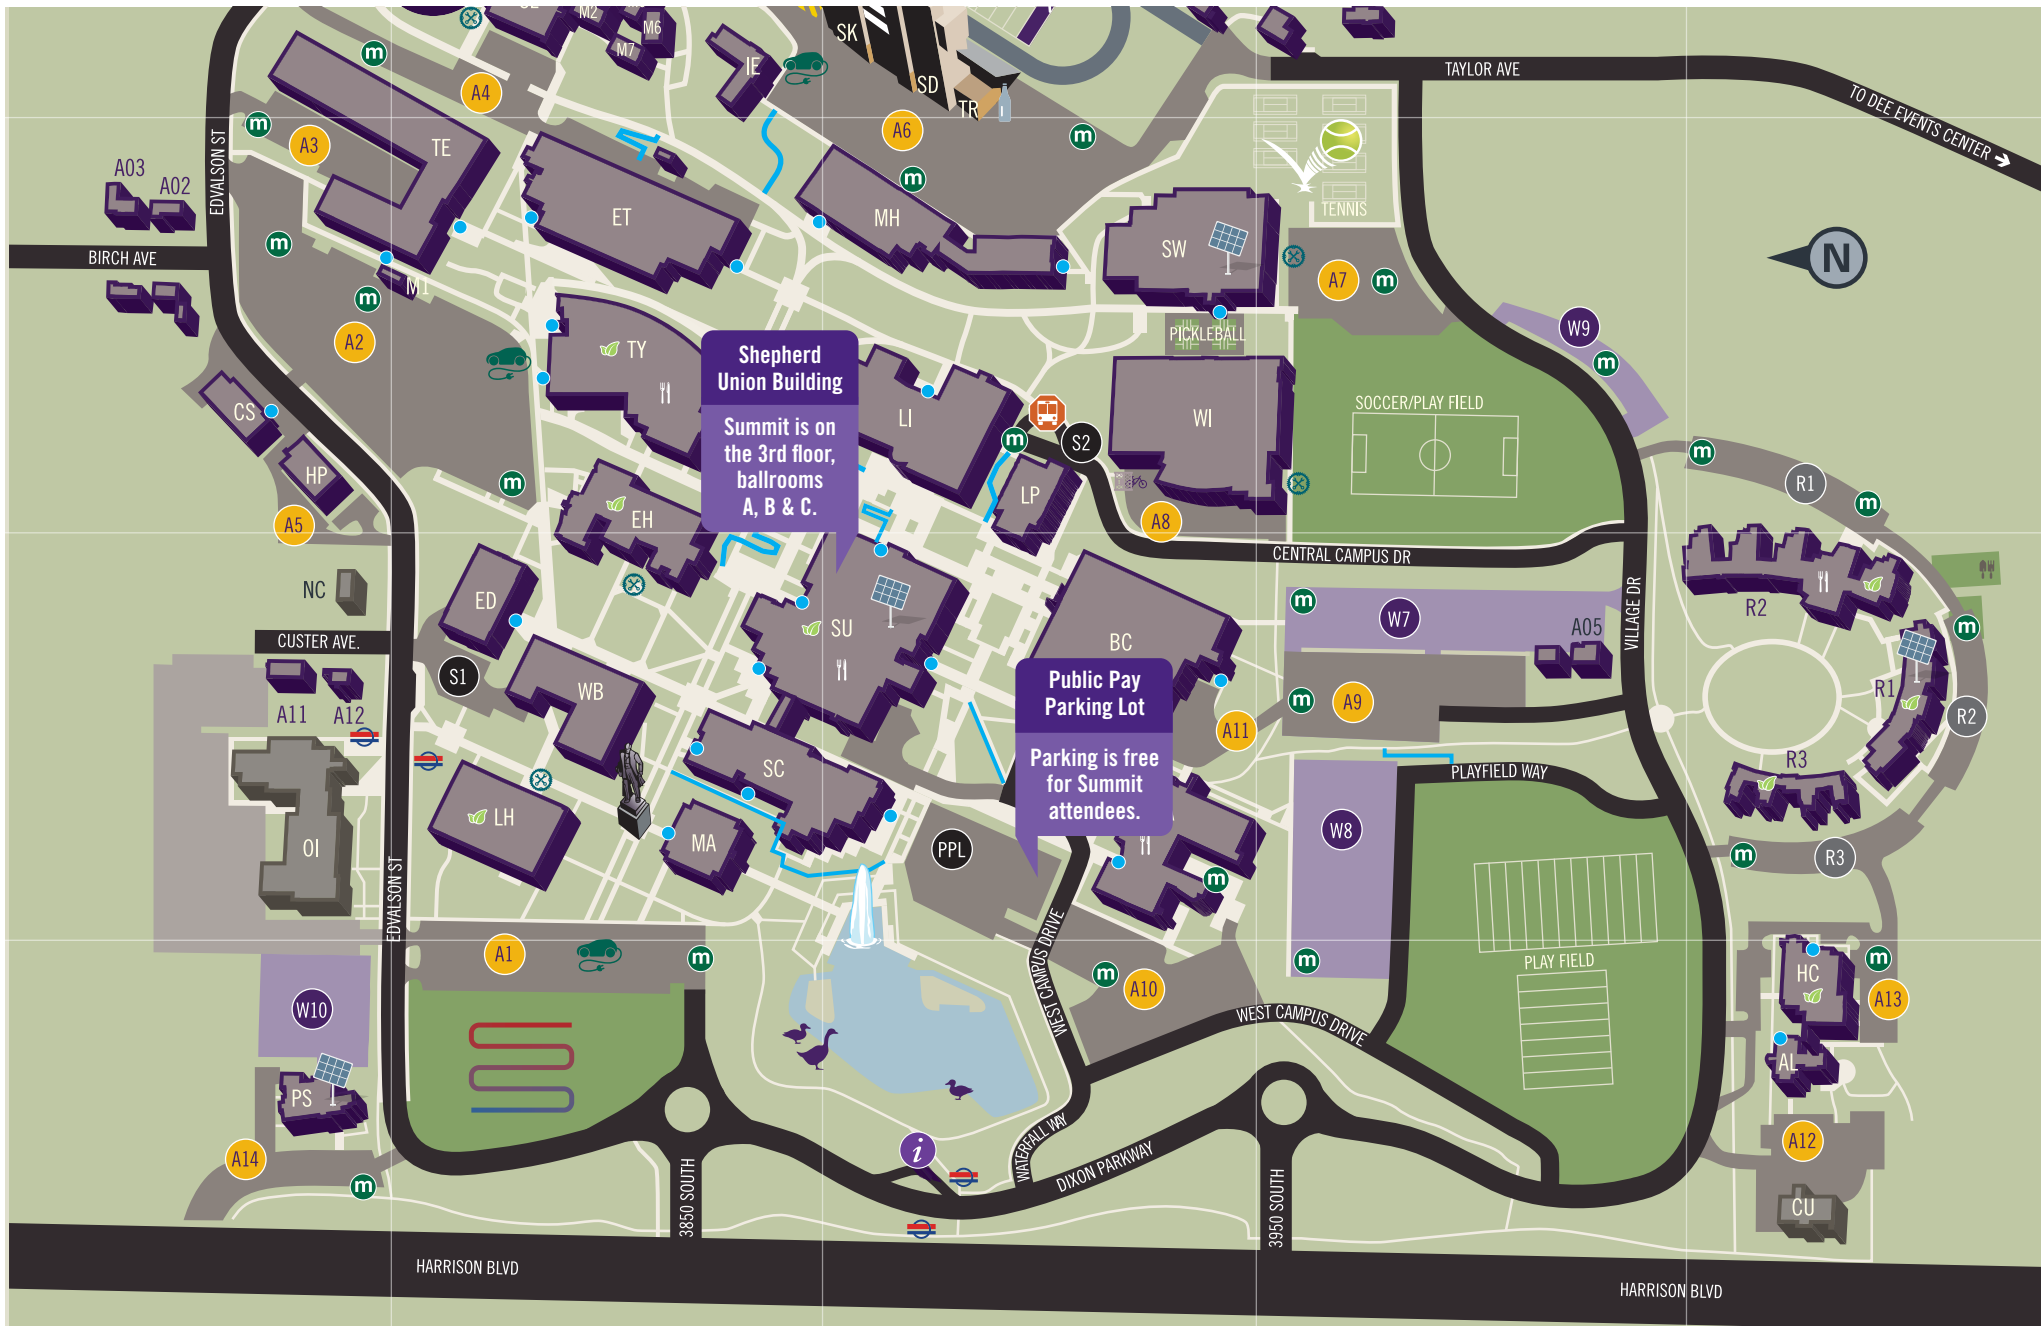 M2
M6
M7
IE
SK
SD
TR
TAYLOR AVE
TO DEE EVENTS CENTER
m
A4
A3
m
TE
A6
m
m
A03
A02
EDVALSON ST
ET
MH
TENNIS
SW
N
BIRCH AVE
m
M1
m
A2
A7
m
W9
m
PICKLEBALL
TY
Shepherd
Union Building
Summit is on
the 3rd floor,
ballrooms
A, B & C.
LI
m
S2
WI
SOCCER/PLAY FIELD
CS
HP
A5
m
EH
LP
A8
m
R1
m
CENTRAL CAMPUS DR
NC
ED
CUSTER AVE.
SU
BC
m
W7
A05
VILLAGE DR
R2
m
A11
A12
S1
WB
Public Pay
Parking Lot
Parking is free
for Summit
attendees.
A11
m
A9
R1
R2
SC
PLAYFIELD WAY
R3
OI
LH
MA
PPL
m
W8
m
R3
EDVALSON ST
A1
m
WEST CAMPUS DRIVE
m
A10
m
PLAY FIELD
HC
m
A13
W10
WEST CAMPUS DRIVE
AL
PS
A14
m
i
WATERFALL WAY
DIXON PARKWAY
A12
CU
3850 SOUTH
3950 SOUTH
HARRISON BLVD
HARRISON BLVD